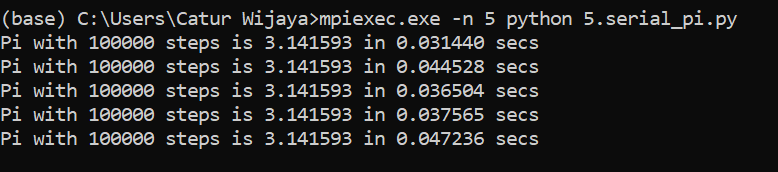 (base) C:\Users\Catur Wijaya>mpiexec.exe -n 5 python 5.serial_pi.py
Pi with 100000 steps is 3.141593 in 0.031440 secs
Pi with 100000 steps is 3.141593 in 0.044528 secs
Pi with 100000 steps is 3.141593 in 0.036504 secs
Pi with 100000 steps is 3.141593 in 0.037565 secs
Pi with 100000 steps is 3.141593 in 0.047236 secs